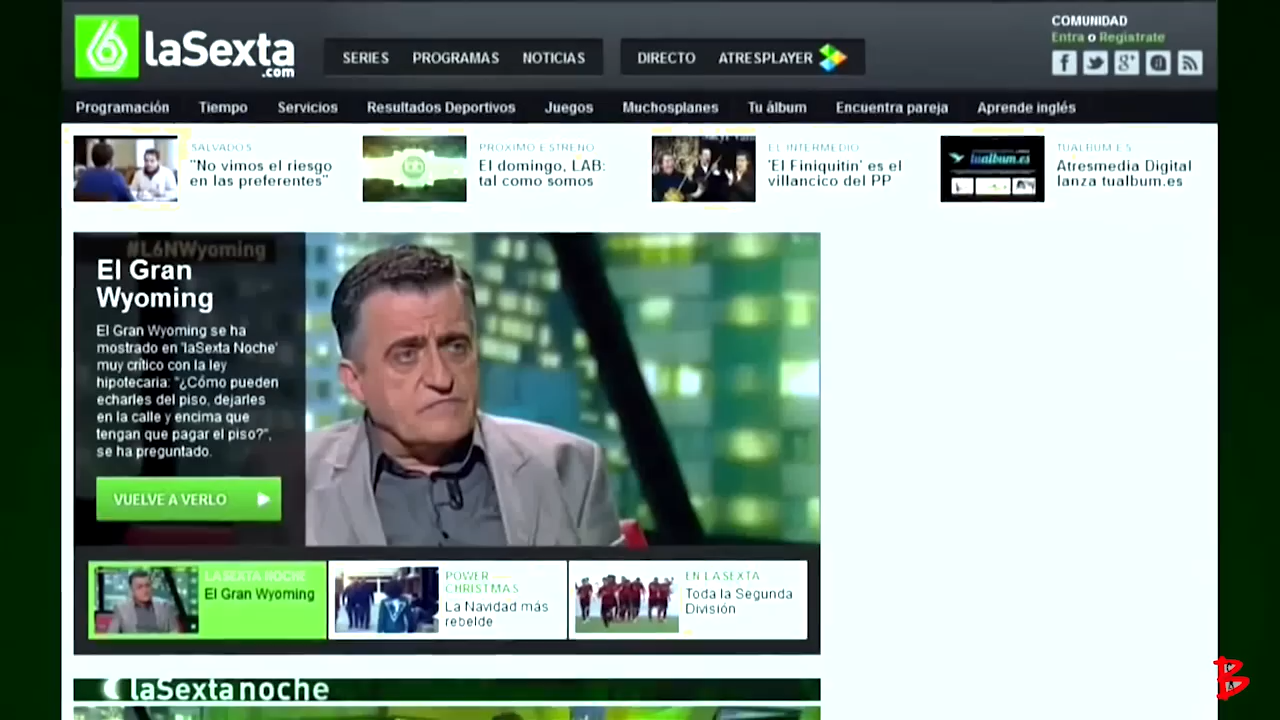 laSexta
.com
SERIES PROGRAMAS NOTICIAS
DIRECTO ATRESPLAYER
COMUNIDAD
Entra o Regístrate
Programación Tiempo Servicios Resultados Deportivos Juegos Muchosplanes Tu álbum Encuentra pareja Aprende inglés
SALVADOS
"No vimos el riesgo
en las preferentes"
PRÓXIMO ESTRENO
El domingo, LAB:
tal como somos
EL INTERMEDIO
'El Finiquitin' es el
villancico del PP
tualbum.es
TUALBUM.ES
Atresmedia Digital
lanza tualbum.es
#L6NWyoming
El Gran
Wyoming
El Gran Wyoming se ha
mostrado en 'laSexta Noche'
muy crítico con la ley
hipotecaria: "¿Cómo pueden
echarles del piso, dejarles
en la calle y encima que
tengan que pagar el piso?",
se ha preguntado.
VUELVE A VERLO
LASEXTA NOCHE
El Gran Wyoming
POWER
CHRISTMAS
La Navidad más
rebelde
EN LASEXTA
Toda la Segunda
División
laSexta noche
B